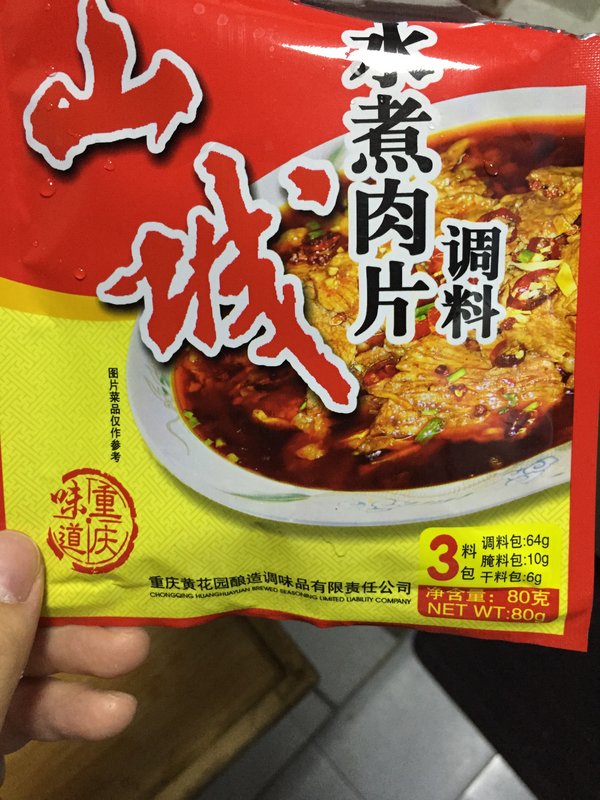 山城
水煮肉片
调料
图片菜品仅作参考
重庆
味道
3料包
调料包:64g
腌料包:10g
干料包:6g
净含量: 80克
NET WT:80g
重庆黄花园酿造调味品有限责任公司
CHONGQING HUANGHUAYUAN BREWED SEASONING LIMITED LIABILITY COMPANY